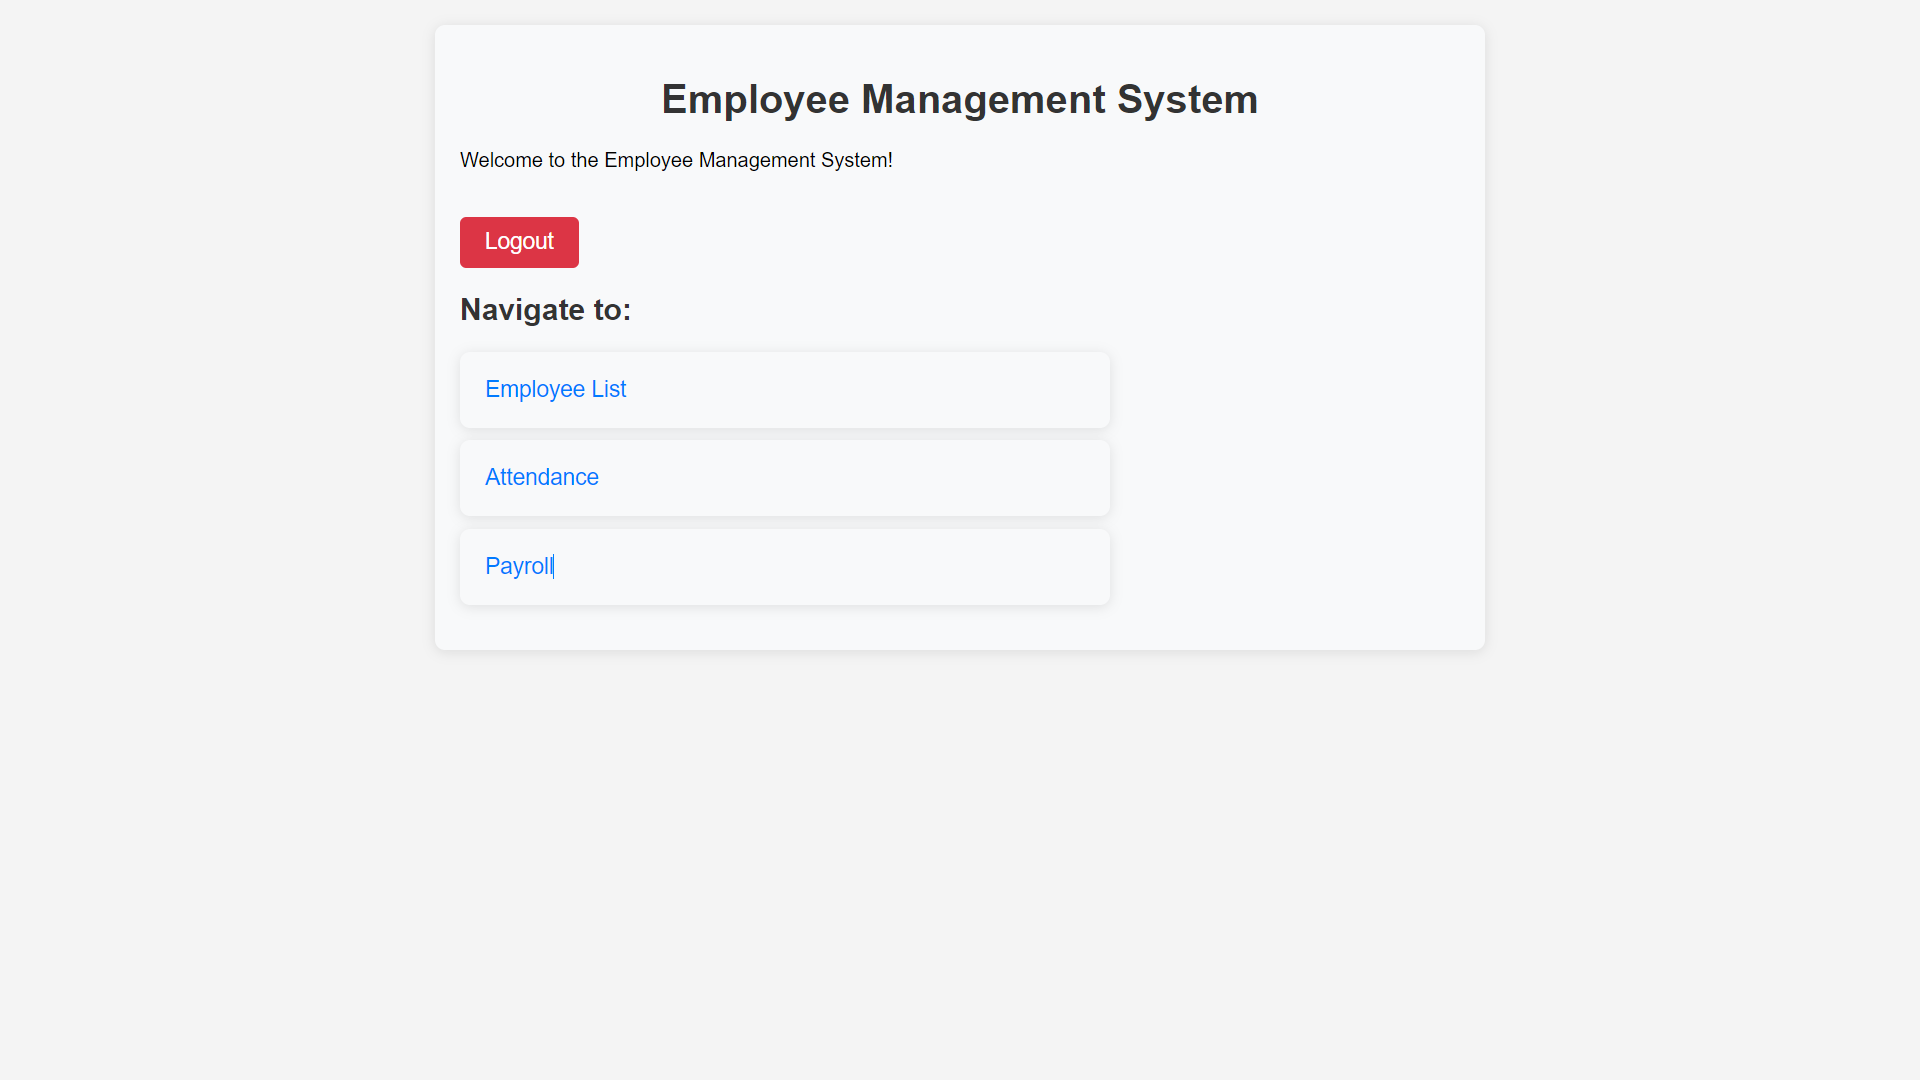 Employee Management System
Welcome to the Employee Management System!
Logout
Navigate to:
Employee List
Attendance
Payroll